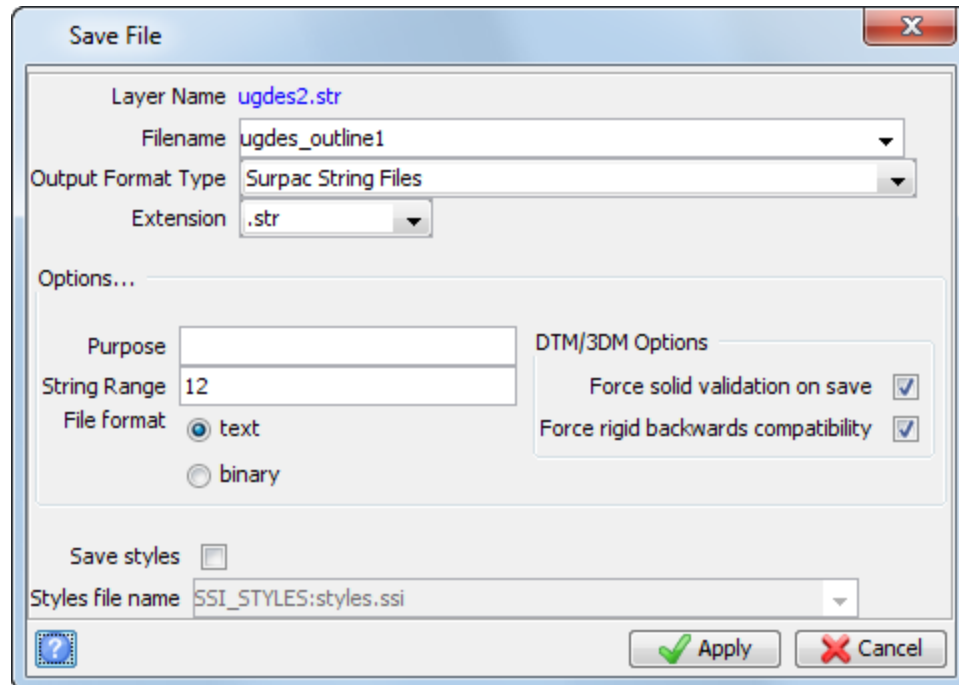 Save File
Layer Name ugdes2.str
Filename ugdes_outline1
Output Format Type Surpac String Files
Extension .str
Options...
Purpose
String Range 12
File format text
binary
DTM/3DM Options
Force solid validation on save
Force rigid backwards compatibility
Save styles
Styles file name SSI_STYLES:styles.ssi
? Apply Cancel